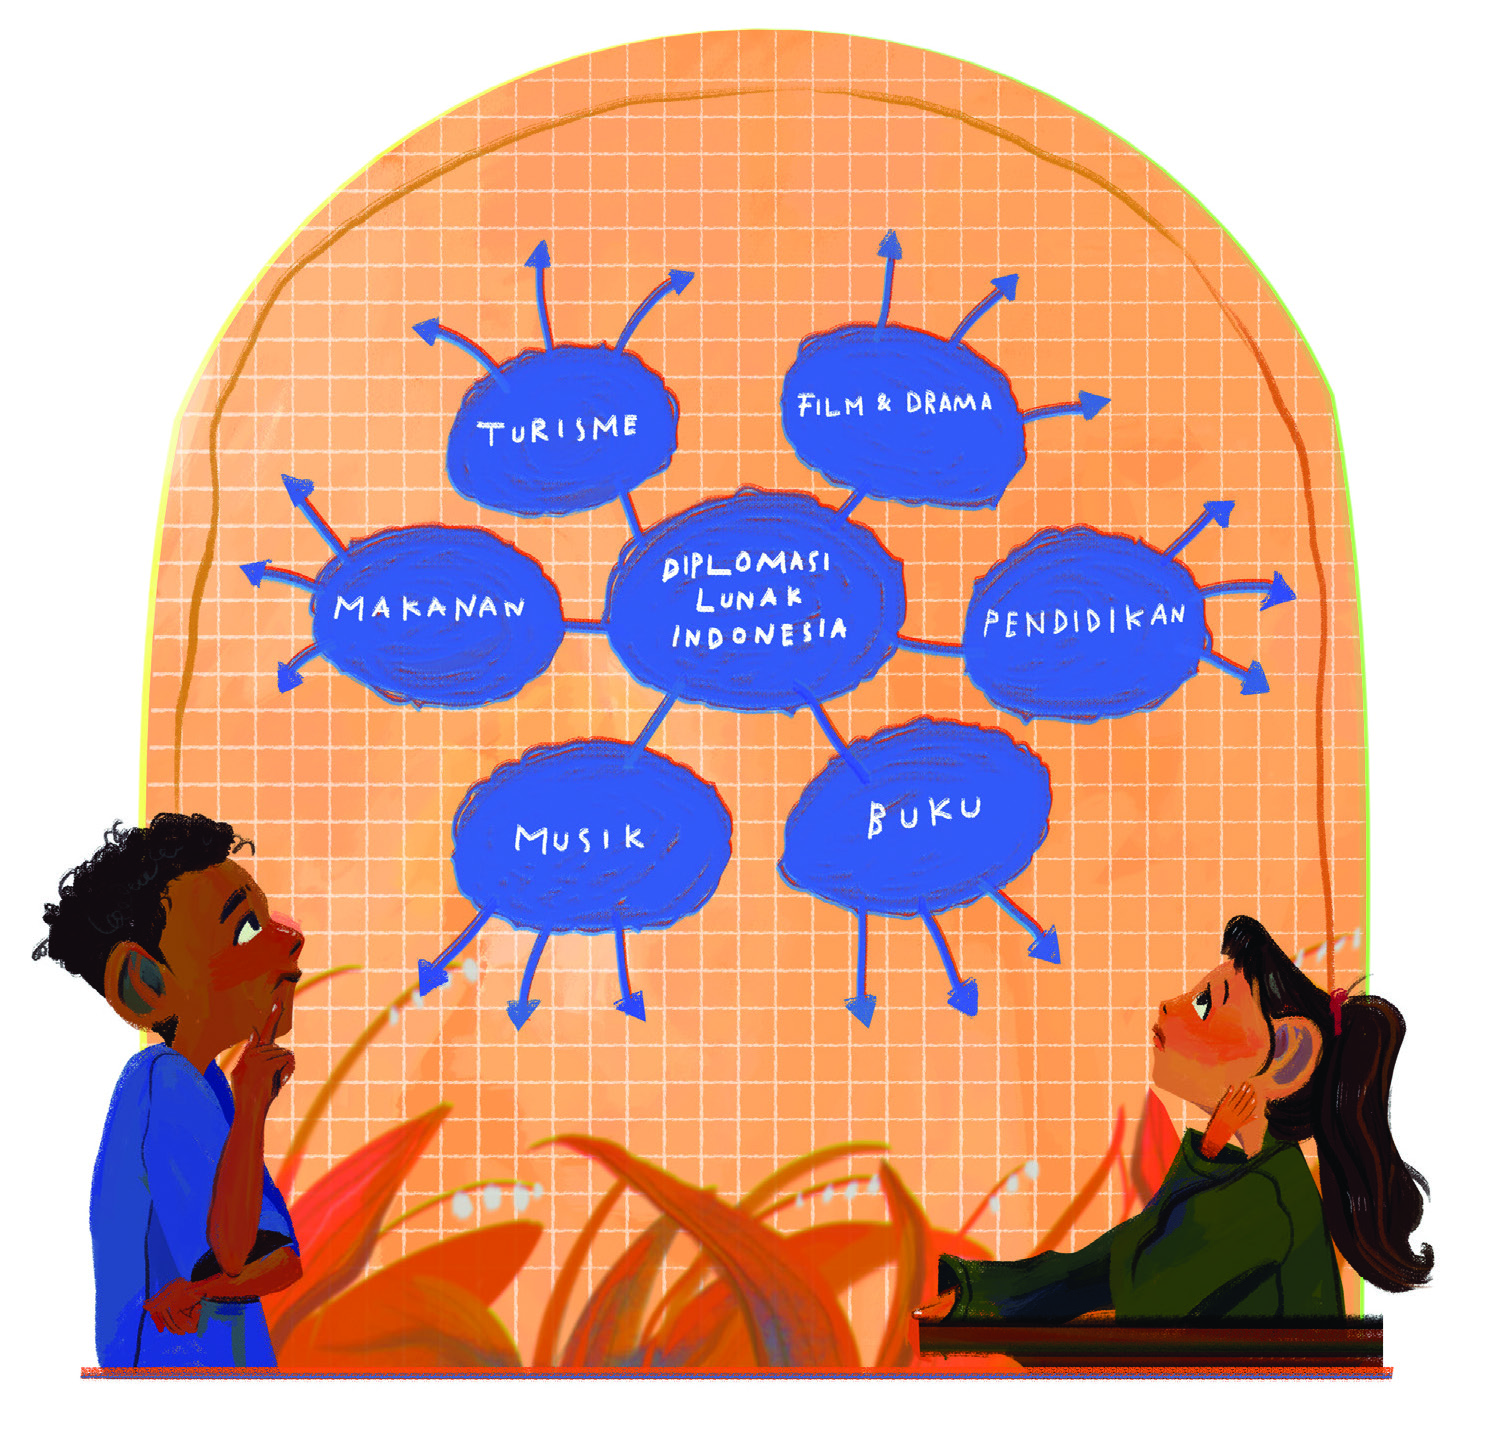 TURISME
FILM & DRAMA
MAKANAN
DIPLOMASI
LUNAK
INDONESIA
PENDIDIKAN
MUSIK
BUKU